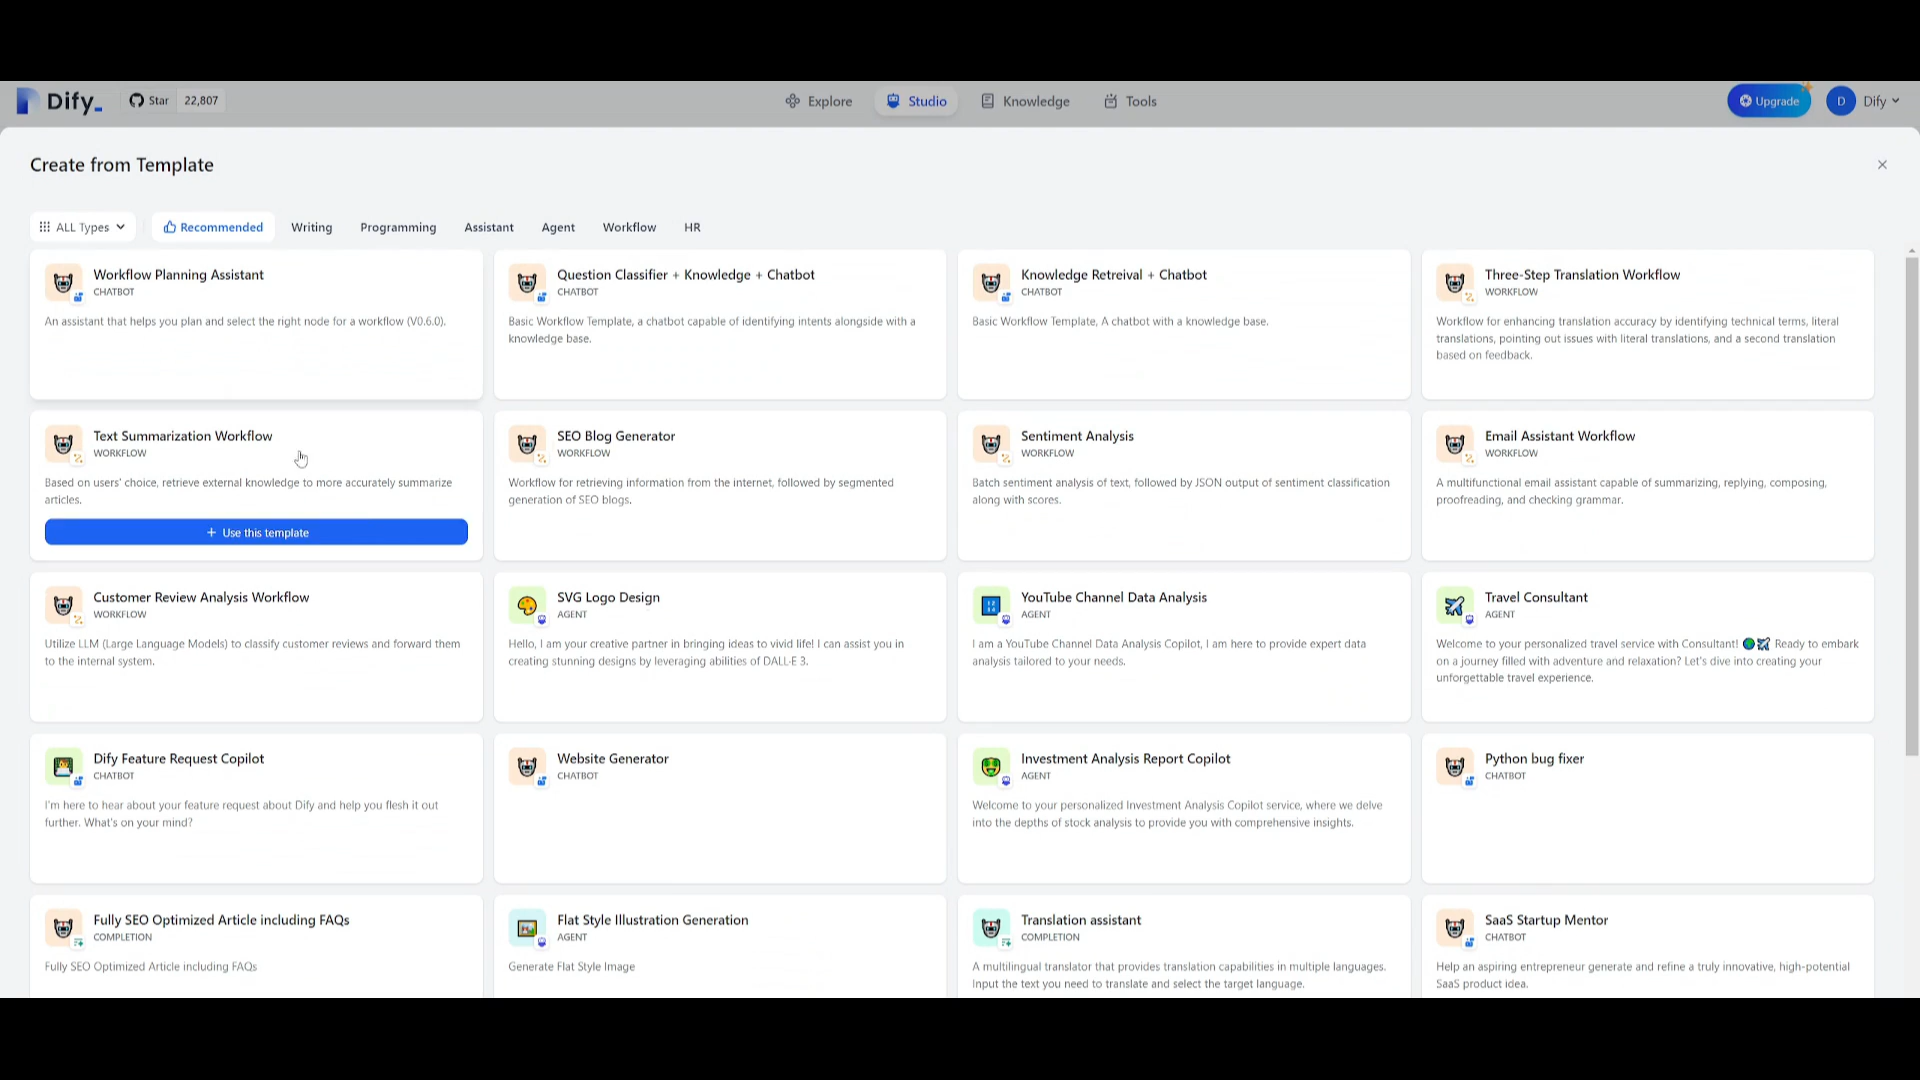 Dify_ Star 22,807 Explore Studio Knowledge Tools Upgrade D Dify
Create from Template
ALL Types Recommended Writing Programming Assistant Agent Workflow HR
Workflow Planning Assistant
CHATBOT
An assistant that helps you plan and select the right node for a workflow (V0.6.0).
Question Classifier + Knowledge + Chatbot
CHATBOT
Basic Workflow Template, a chatbot capable of identifying intents alongside with a
knowledge base.
Knowledge Retreival + Chatbot
CHATBOT
Basic Workflow Template, A chatbot with a knowledge base.
Three-Step Translation Workflow
WORKFLOW
Workflow for enhancing translation accuracy by identifying technical terms, literal
translations, pointing out issues with literal translations, and a second translation
based on feedback.
Text Summarization Workflow
WORKFLOW
Based on users' choice, retrieve external knowledge to more accurately summarize
articles.
+ Use this template
SEO Blog Generator
WORKFLOW
Workflow for retrieving information from the internet, followed by segmented
generation of SEO blogs.
Sentiment Analysis
WORKFLOW
Batch sentiment analysis of text, followed by JSON output of sentiment classification
along with scores.
Email Assistant Workflow
WORKFLOW
A multifunctional email assistant capable of summarizing, replying, composing,
proofreading, and checking grammar.
Customer Review Analysis Workflow
WORKFLOW
Utilize LLM (Large Language Models) to classify customer reviews and forward them
to the internal system.
SVG Logo Design
AGENT
Hello, I am your creative partner in bringing ideas to vivid life! I can assist you in
creating stunning designs by leveraging abilities of DALL·E 3.
YouTube Channel Data Analysis
AGENT
I am a YouTube Channel Data Analysis Copilot, I am here to provide expert data
analysis tailored to your needs.
Travel Consultant
AGENT
Welcome to your personalized travel service with Consultant! 🌍✈️ Ready to embark
on a journey filled with adventure and relaxation? Let's dive into creating your
unforgettable travel experience.
Dify Feature Request Copilot
CHATBOT
I'm here to hear about your feature request about Dify and help you flesh it out
further. What's on your mind?
Website Generator
CHATBOT
Investment Analysis Report Copilot
AGENT
Welcome to your personalized Investment Analysis Copilot service, where we delve
into the depths of stock analysis to provide you with comprehensive insights.
Python bug fixer
CHATBOT
Fully SEO Optimized Article including FAQs
COMPLETION
Fully SEO Optimized Article including FAQs
Flat Style Illustration Generation
AGENT
Generate Flat Style Image
Translation assistant
COMPLETION
A multilingual translator that provides translation capabilities in multiple languages.
Input the text you need to translate and select the target language.
SaaS Startup Mentor
CHATBOT
Help an aspiring entrepreneur generate and refine a truly innovative, high-potential
SaaS product idea.